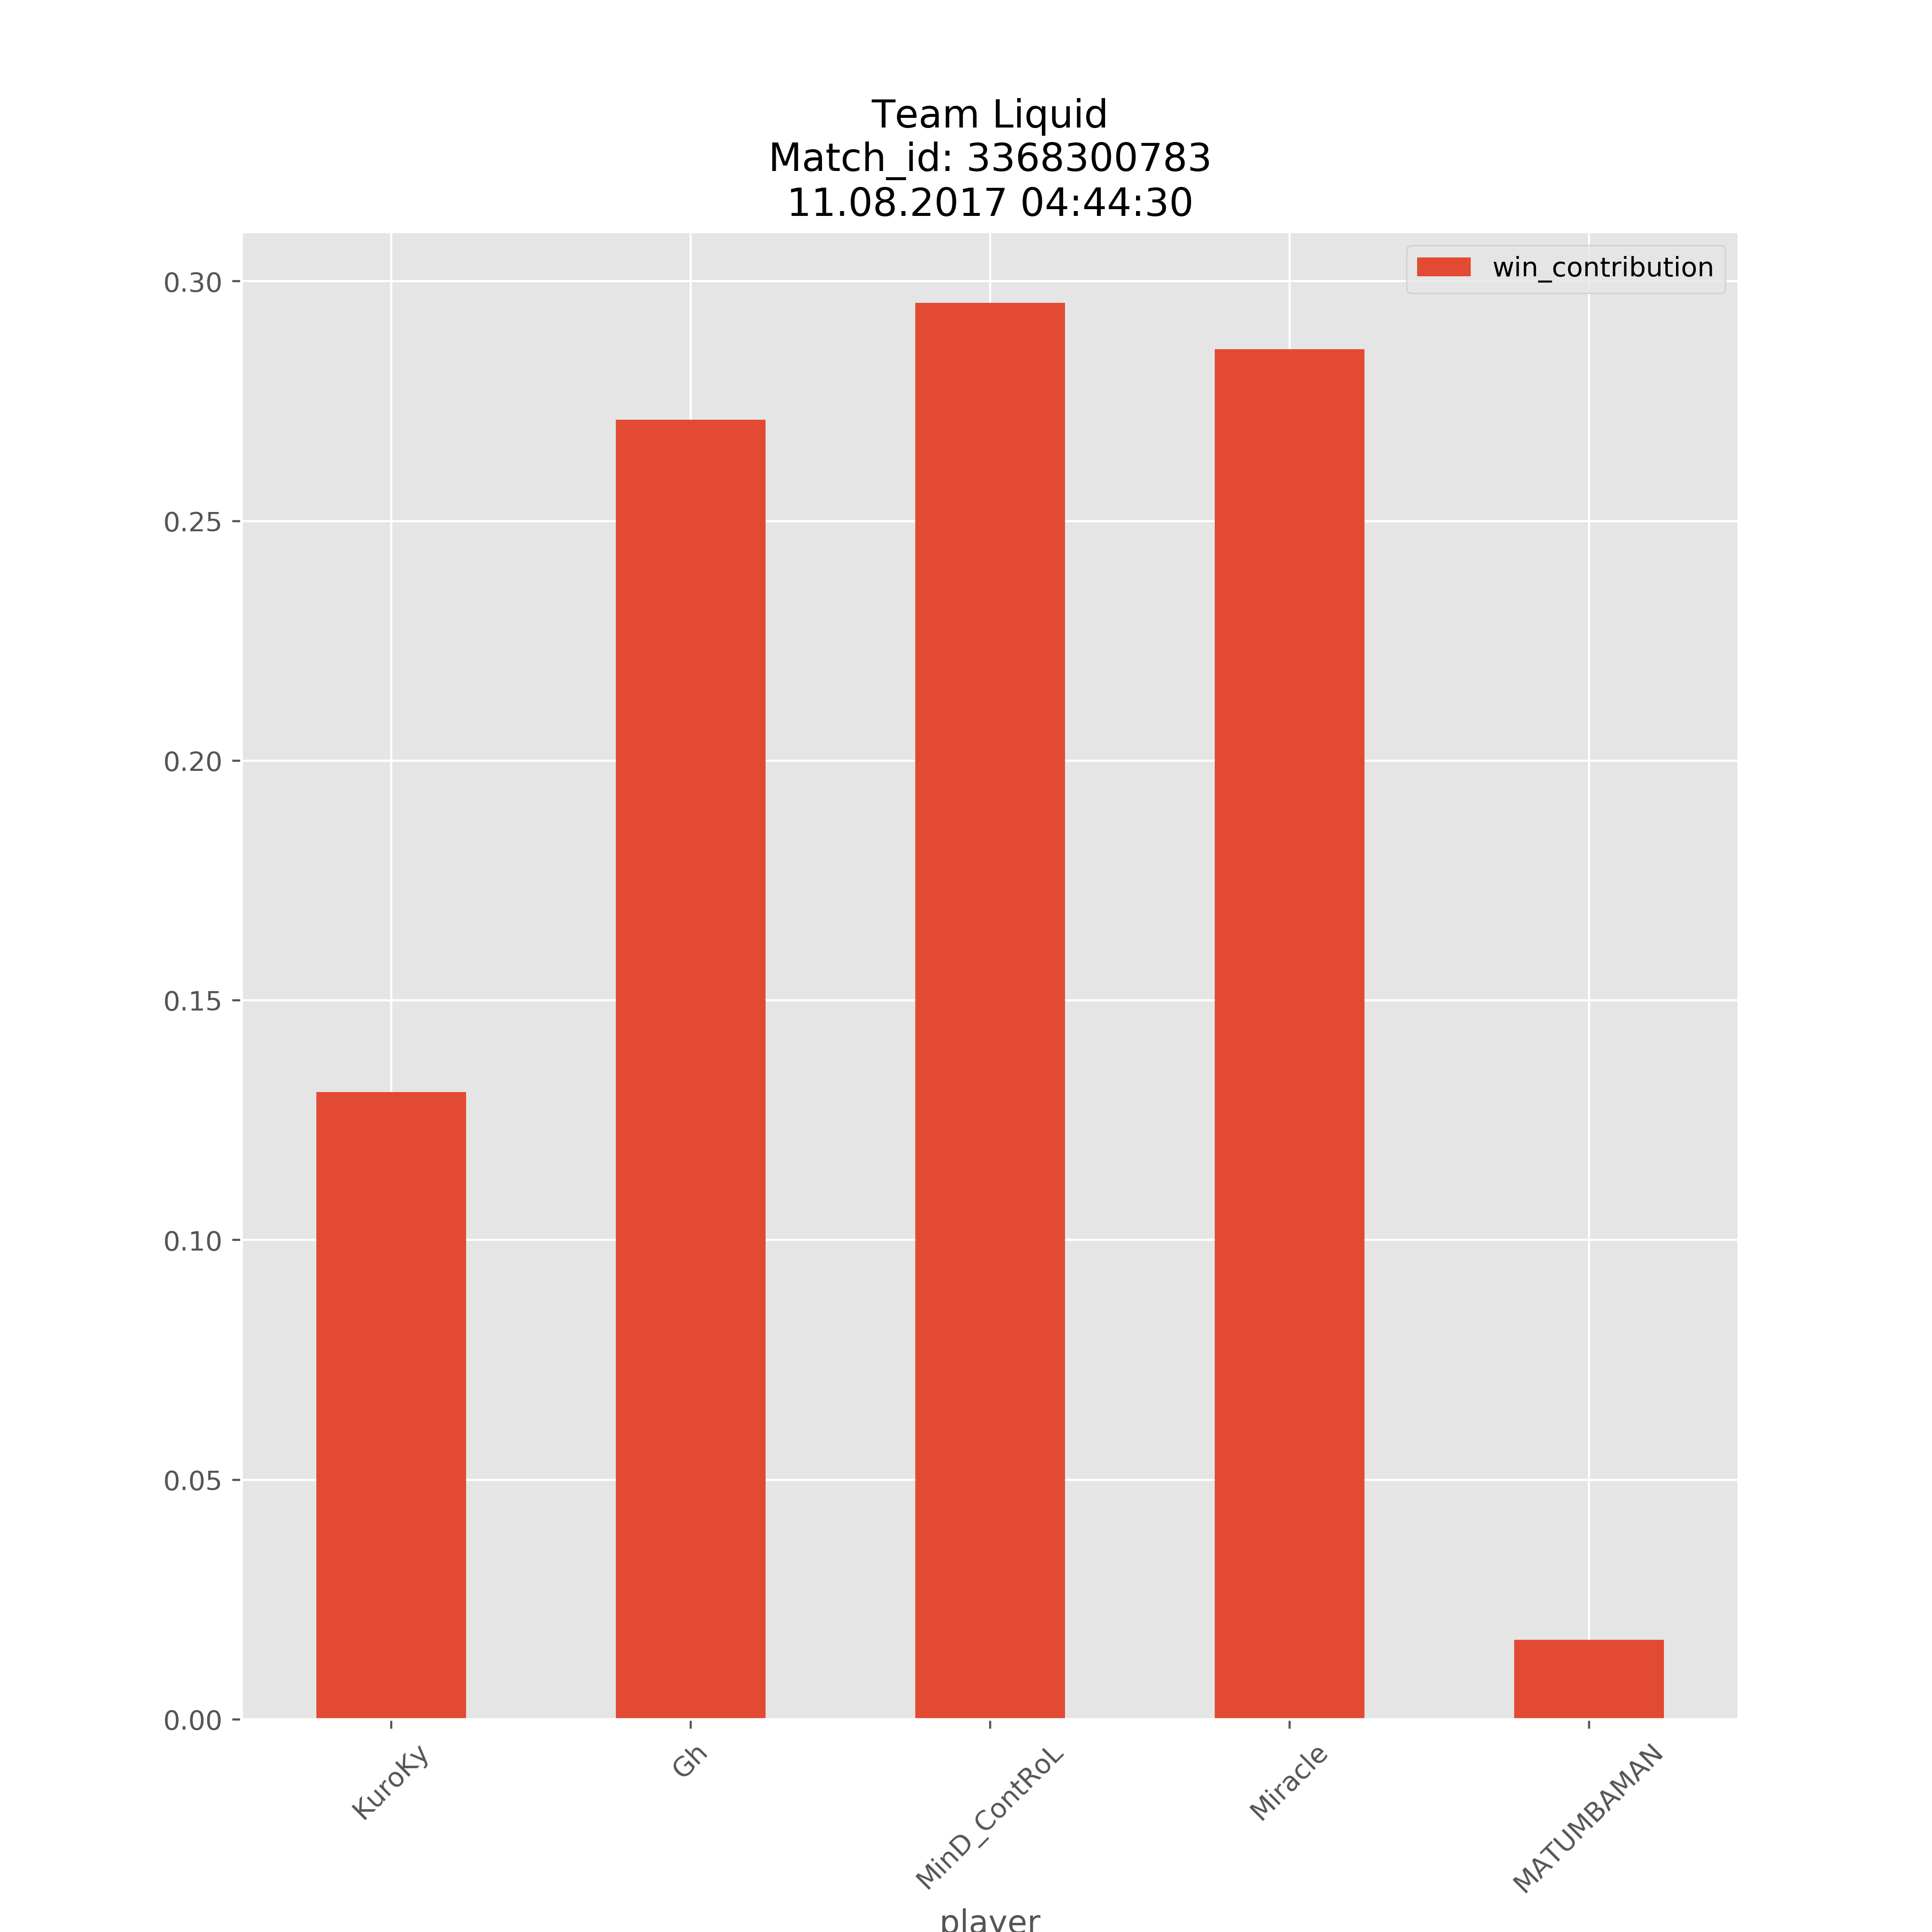 Team Liquid
Match_id: 3368300783
11.08.2017 04:44:30
win_contribution
0.30
0.25
0.20
0.15
0.10
0.05
0.00
KuroKy
Gh
MinD_ContRoL
Miracle
MATUMBAMAN
player